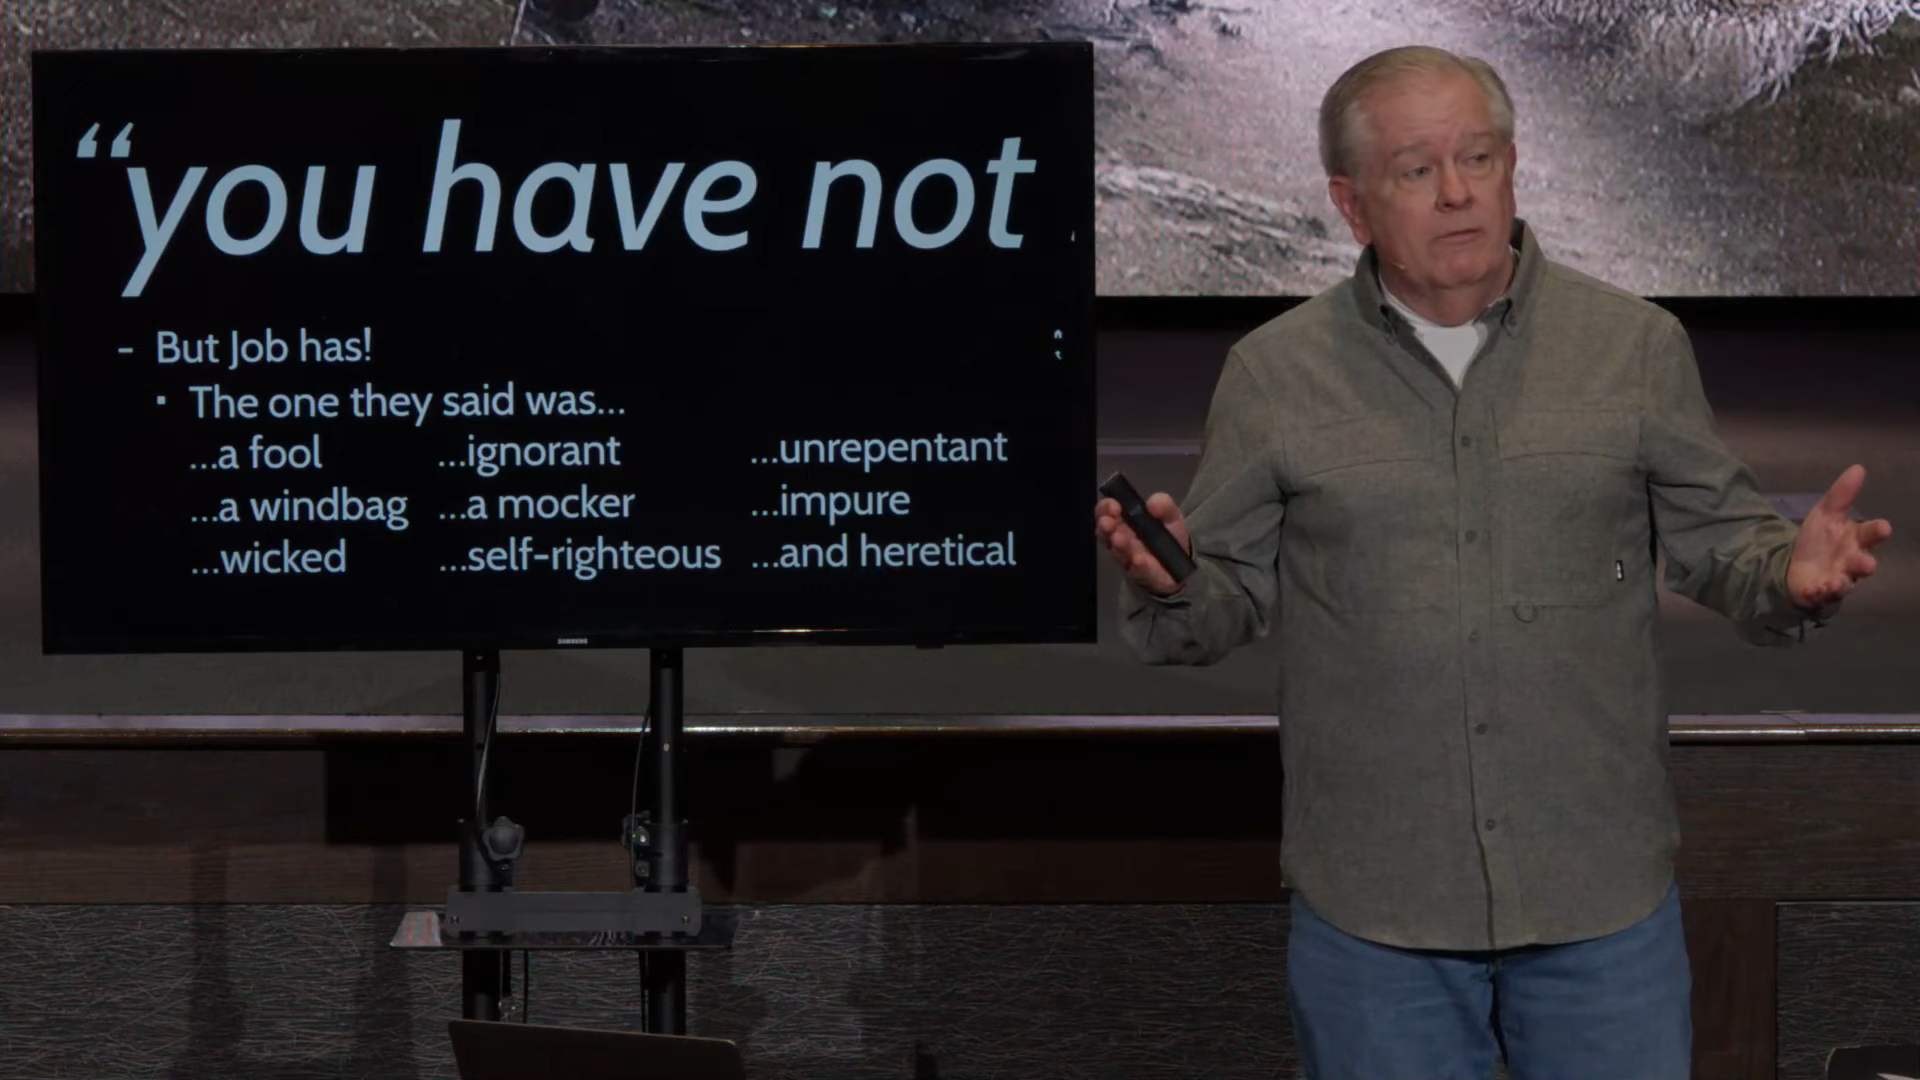 “you have not
- But Job has!
▪ The one they said was...
...a fool ...ignorant ...unrepentant
...a windbag ...a mocker ...impure
...wicked ...self-righteous ...and heretical
SAMSUNG